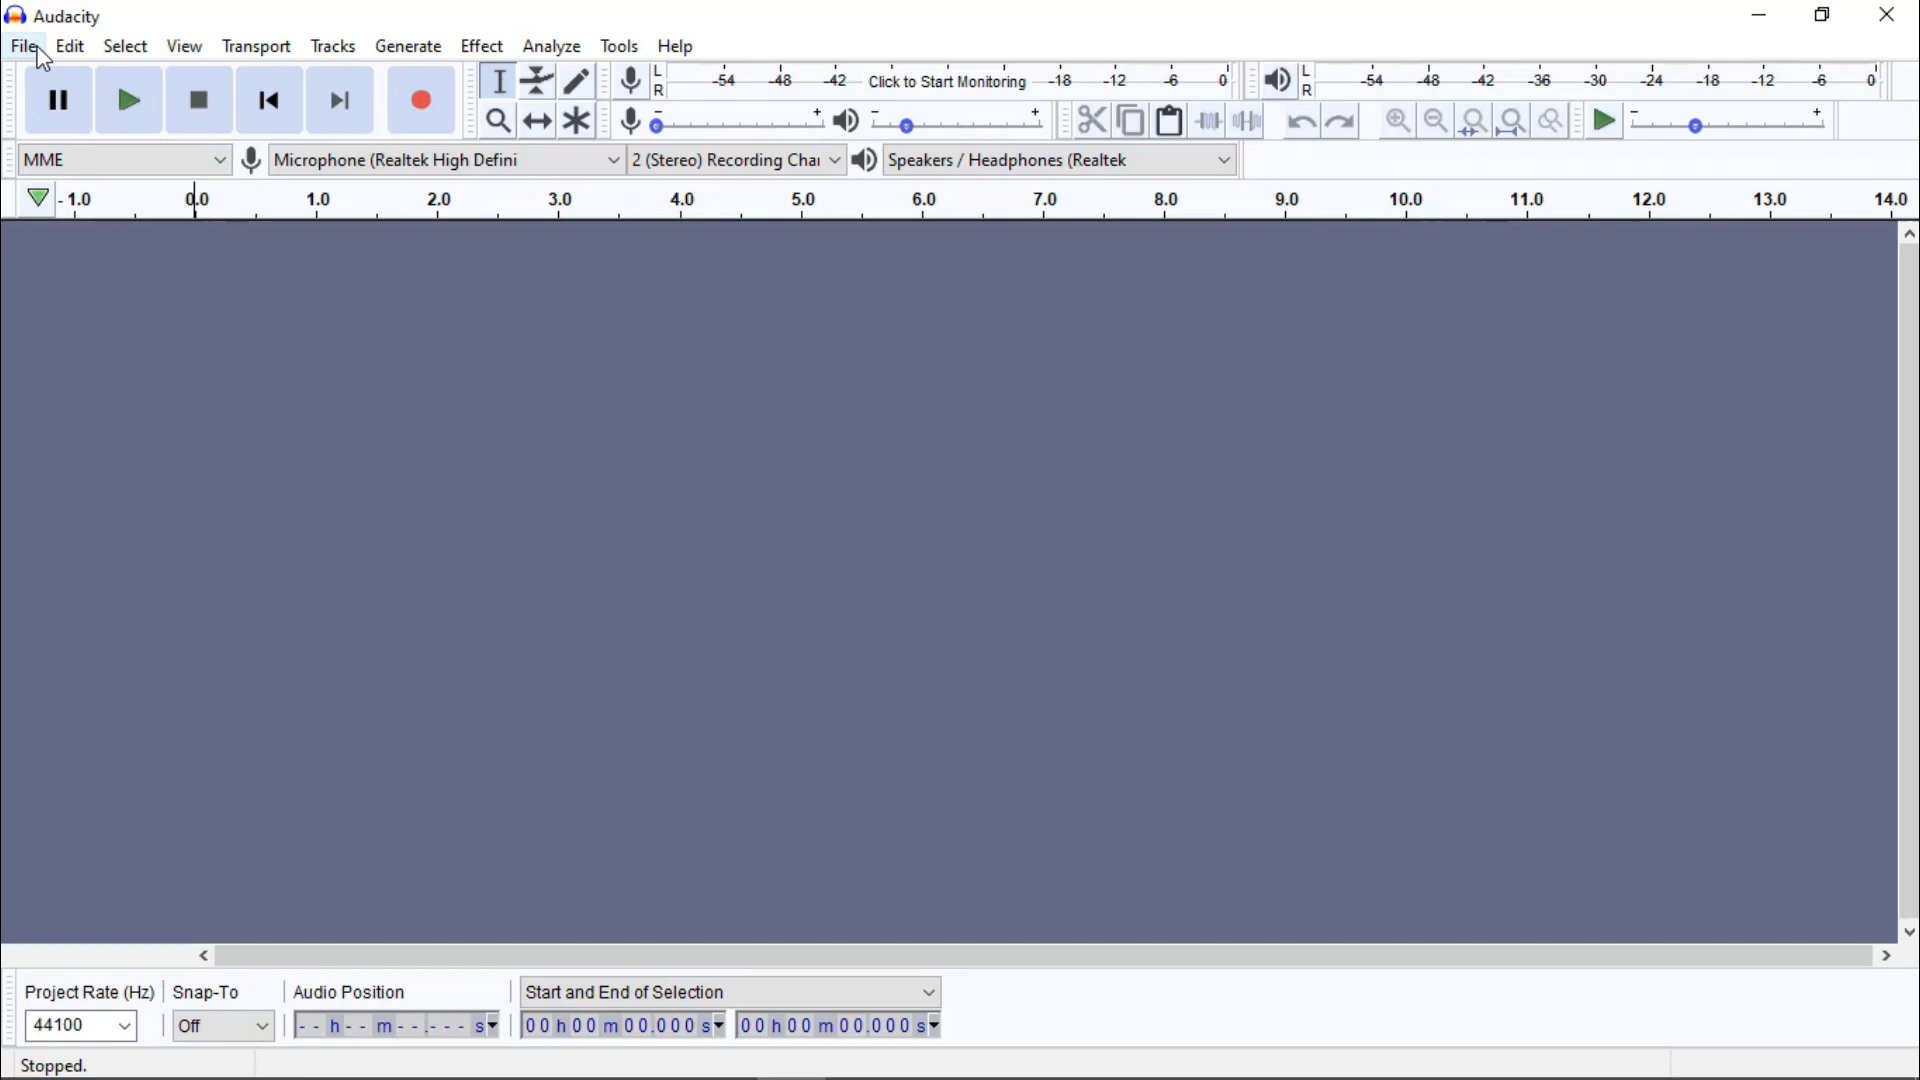 Audacity
File Edit Select View Transport Tracks Generate Effect Analyze Tools Help
L R -54 -48 -42 Click to Start Monitoring -18 -12 -6 0
L R -54 -48 -42 -36 -30 -24 -18 -12 -6 0
- + - + - +
MME Microphone (Realtek High Defini 2 (Stereo) Recording Chai Speakers / Headphones (Realtek
- 1.0 0.0 1.0 2.0 3.0 4.0 5.0 6.0 7.0 8.0 9.0 10.0 11.0 12.0 13.0 14.0
Project Rate (Hz) Snap-To Audio Position Start and End of Selection
44100 Off - - h - - m - - . - - - s 00 h 00 m 00.000 s 00 h 00 m 00.000 s
Stopped.